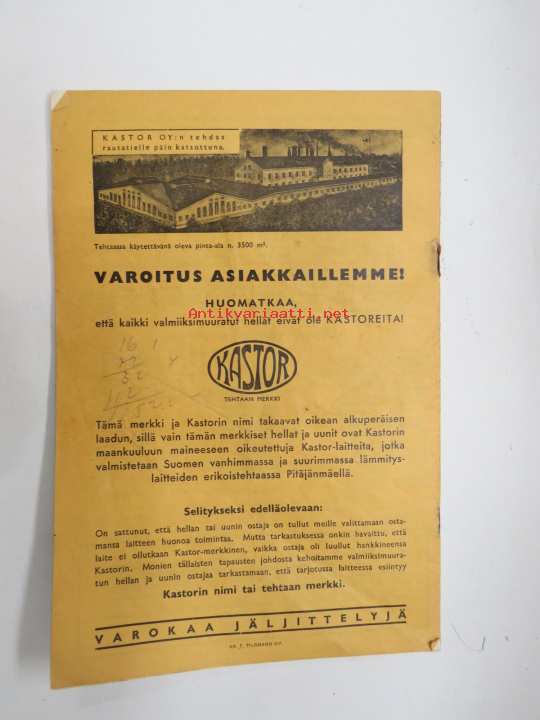 KASTOR OY:n tehdas
rautatielle päin katsottuna.
Tehtaassa käytettävänä oleva pinta-ala n. 3500 m².
VAROITUS ASIAKKAILLEMME!
HUOMATKAA,
Antikvariaatti.net
että kaikki valmiiksimuuratut hellat eivät ole KASTOREITA!
16 1
KASTOR
TEHTAAN MERKKI
Tämä merkki ja Kastorin nimi takaavat oikean alkuperäisen
laadun, sillä vain tämän merkkiset hellat ja uunit ovat Kastorin
maankuuluun maineeseen oikeutettuja Kastor-laitteita, jotka
valmistetaan Suomen vanhimmassa ja suurimmassa lämmitys-
laitteiden erikoistehtaassa Pitäjänmäellä.
Selitykseksi edelläolevaan:
On sattunut, että hellan tai uunin ostaja on tullut meille valittamaan osta-
mansa laitteen huonoa toimintaa. Mutta tarkastuksessa onkin havaittu, että
laite ei ollutkaan Kastor-merkkinen, vaikka ostaja oli luullut hankkineensa
Kastorin. Monien tällaisten tapausten johdosta kehoitamme valmiiksimuura-
tun hellan ja uunin ostajaa tarkastamaan, että tarjotussa laitteessa esiintyy
Kastorin nimi tai tehtaan merkki.
VAROKAA JÄLJITTELYJÄ